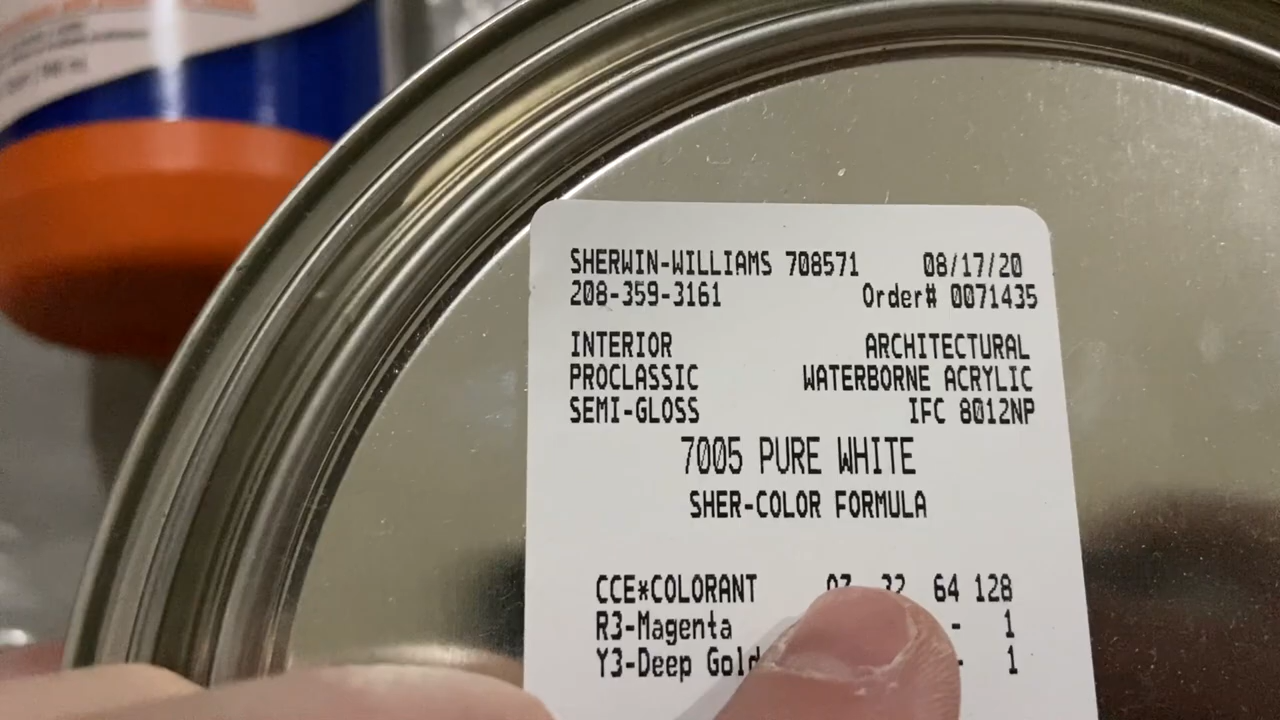 SHERWIN-WILLIAMS 708571 08/17/20
208-359-3161 Order# 0071435
INTERIOR ARCHITECTURAL
PROCLASSIC WATERBORNE ACRYLIC
SEMI-GLOSS IFC 8012NP
7005 PURE WHITE
SHER-COLOR FORMULA
CCE*COLORANT 64 128
R3-Magenta - 1
Y3-Deep Gold - 1